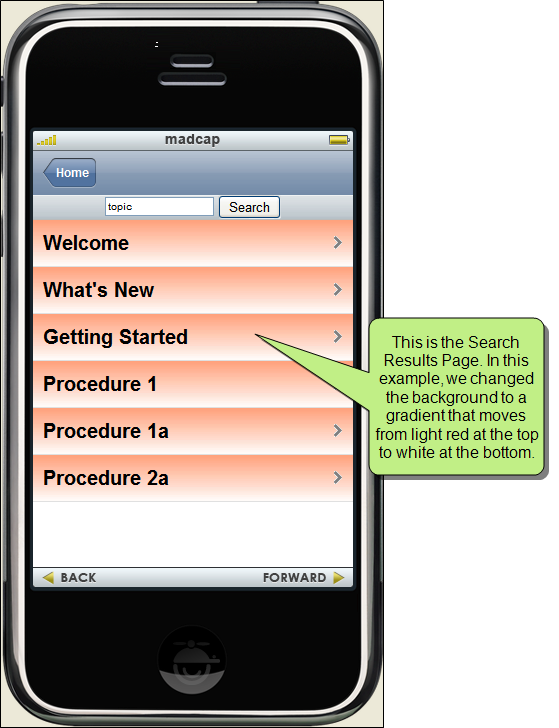 madcap
Home
topic
Search
Welcome
What's New
Getting Started
Procedure 1
Procedure 1a
Procedure 2a
BACK
FORWARD
This is the Search
Results Page. In this
example, we changed
the background to a
gradient that moves
from light red at the top
to white at the bottom.